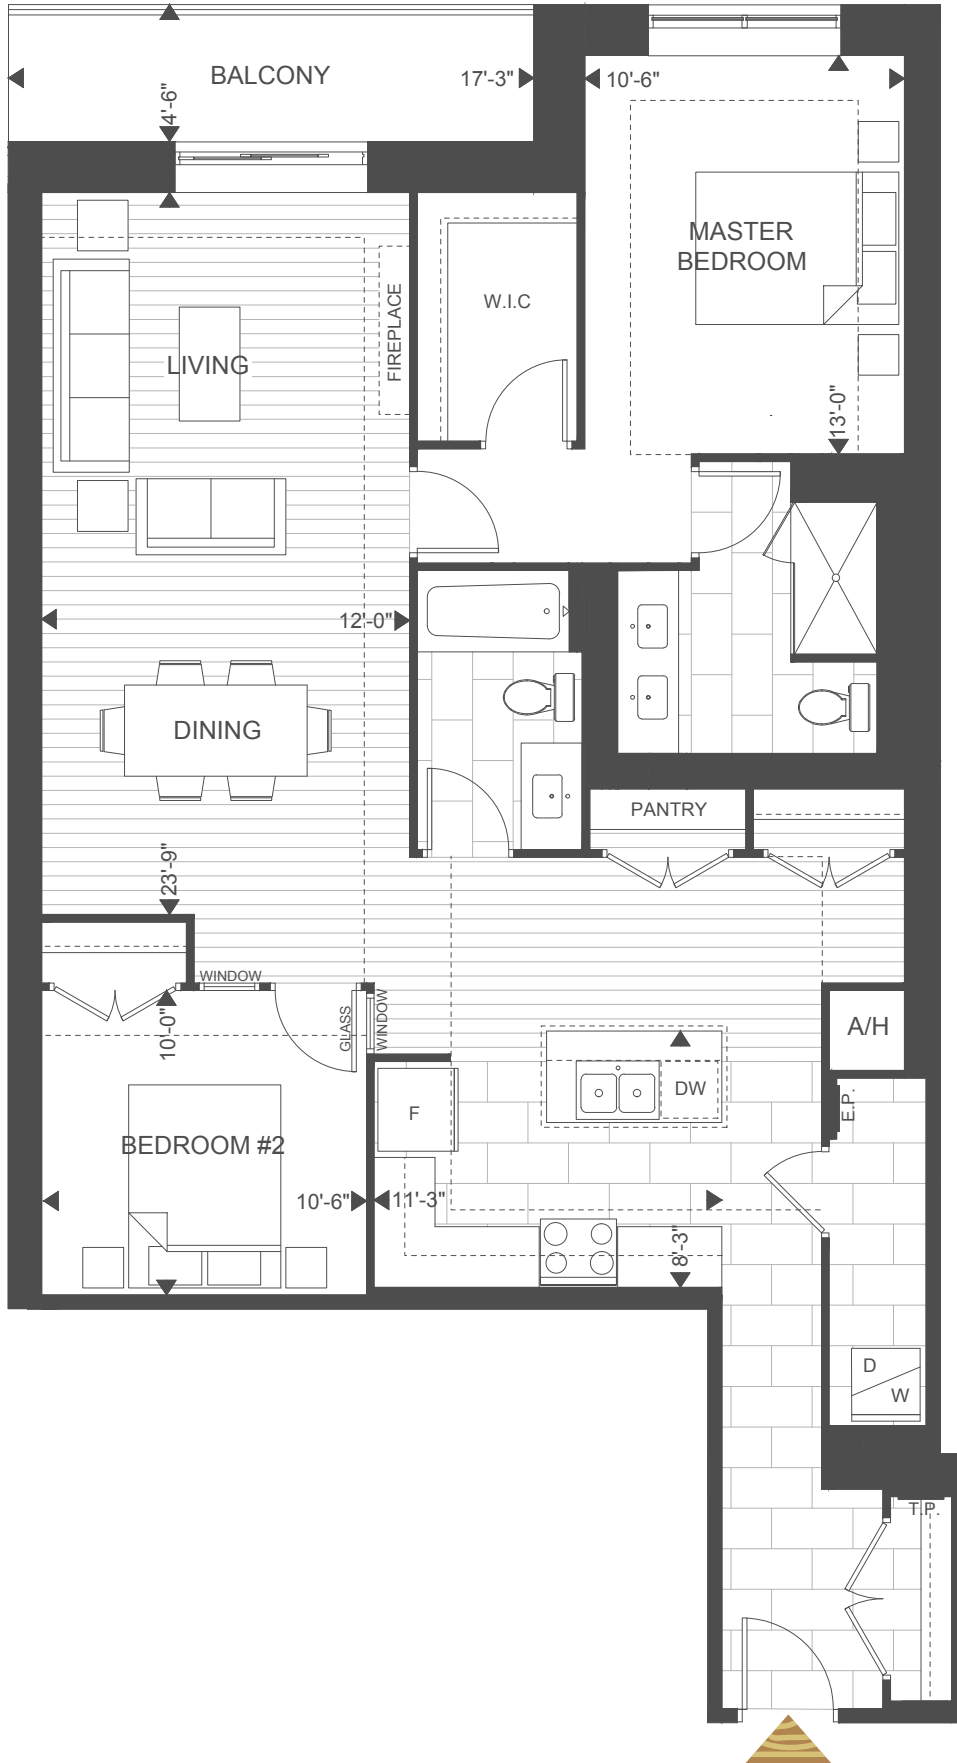 BALCONY
17'-3"
10'-6"
4'-6"
MASTER
BEDROOM
W.I.C
FIREPLACE
LIVING
13'-0"
12'-0"
DINING
PANTRY
23'-9"
WINDOW
10'-0"
GLASS
WINDOW
A/H
DW
F
E.P.
BEDROOM #2
10'-6"
11'-3"
8'-3"
D
W
T.P.